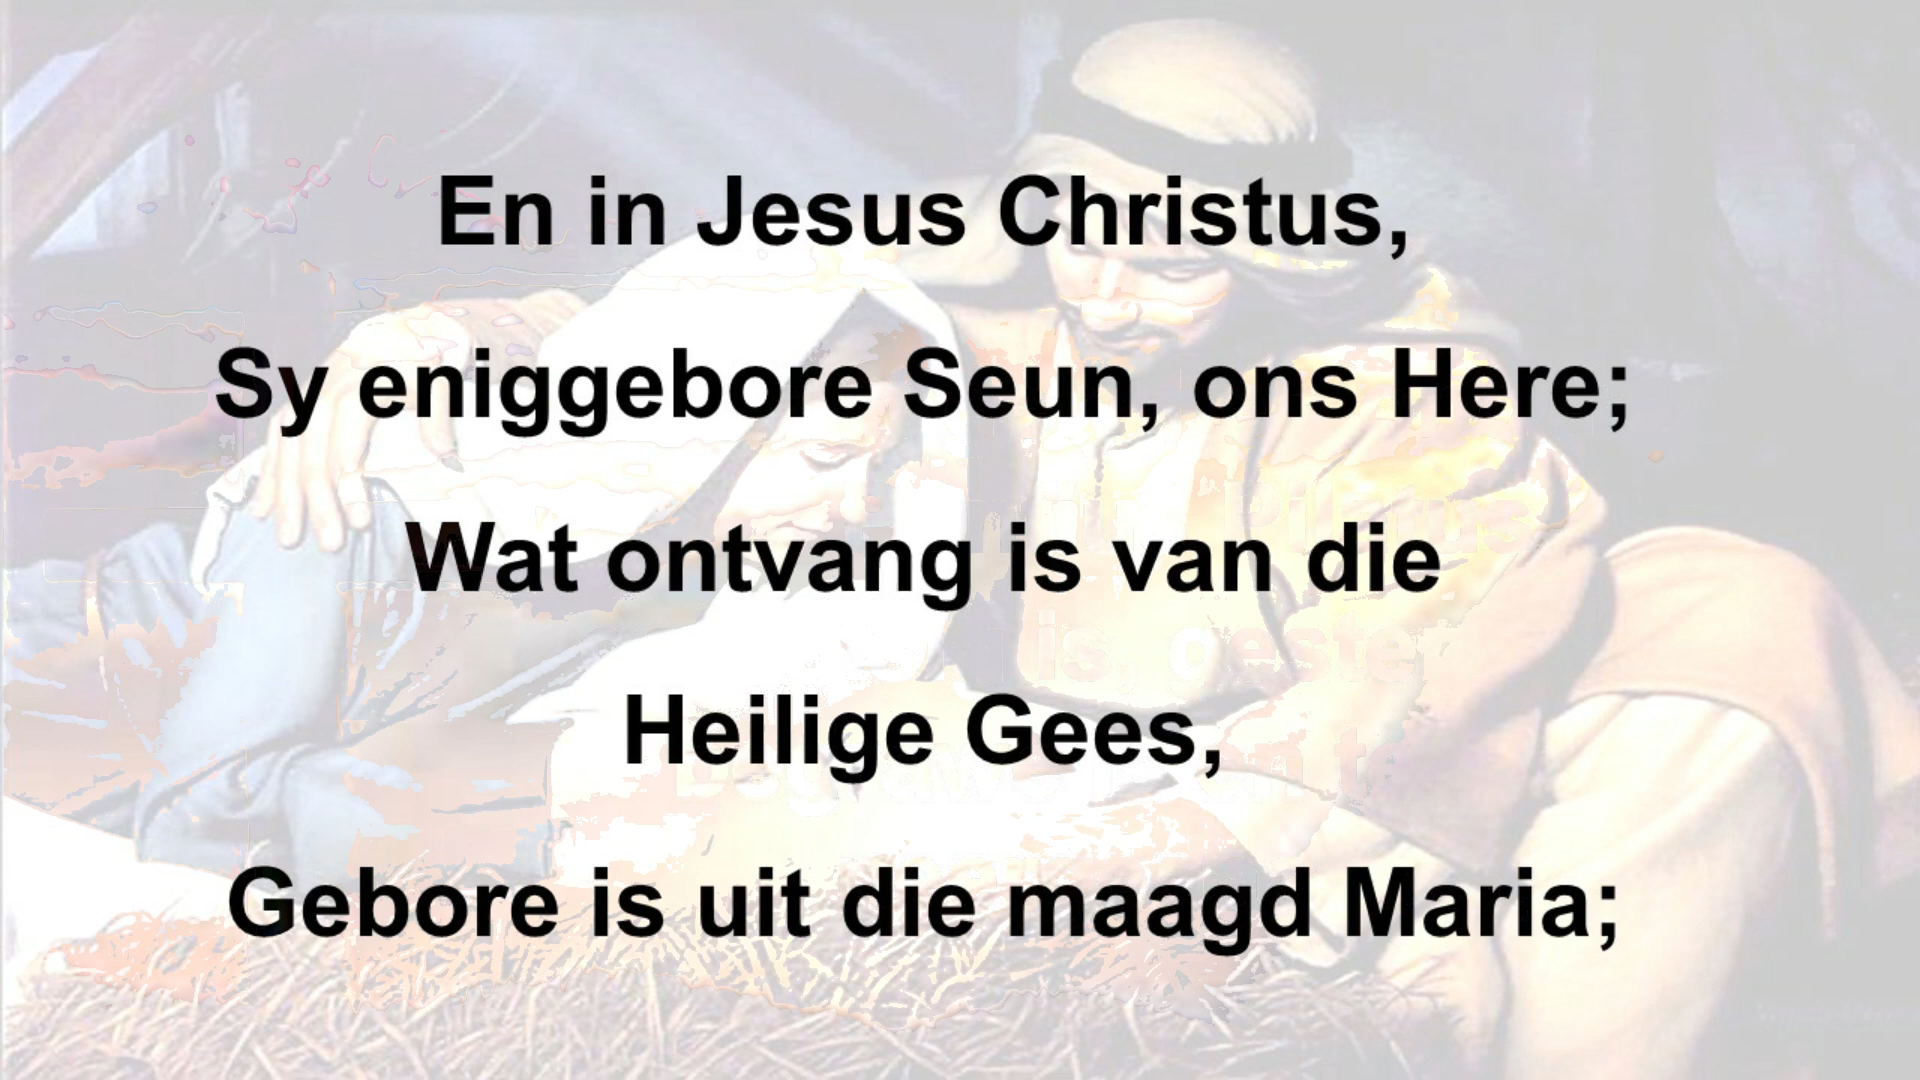 En in Jesus Christus,
Sy eniggebore Seun, ons Here;
Wat ontvang is van die
Heilige Gees,
Gebore is uit die maagd Maria;